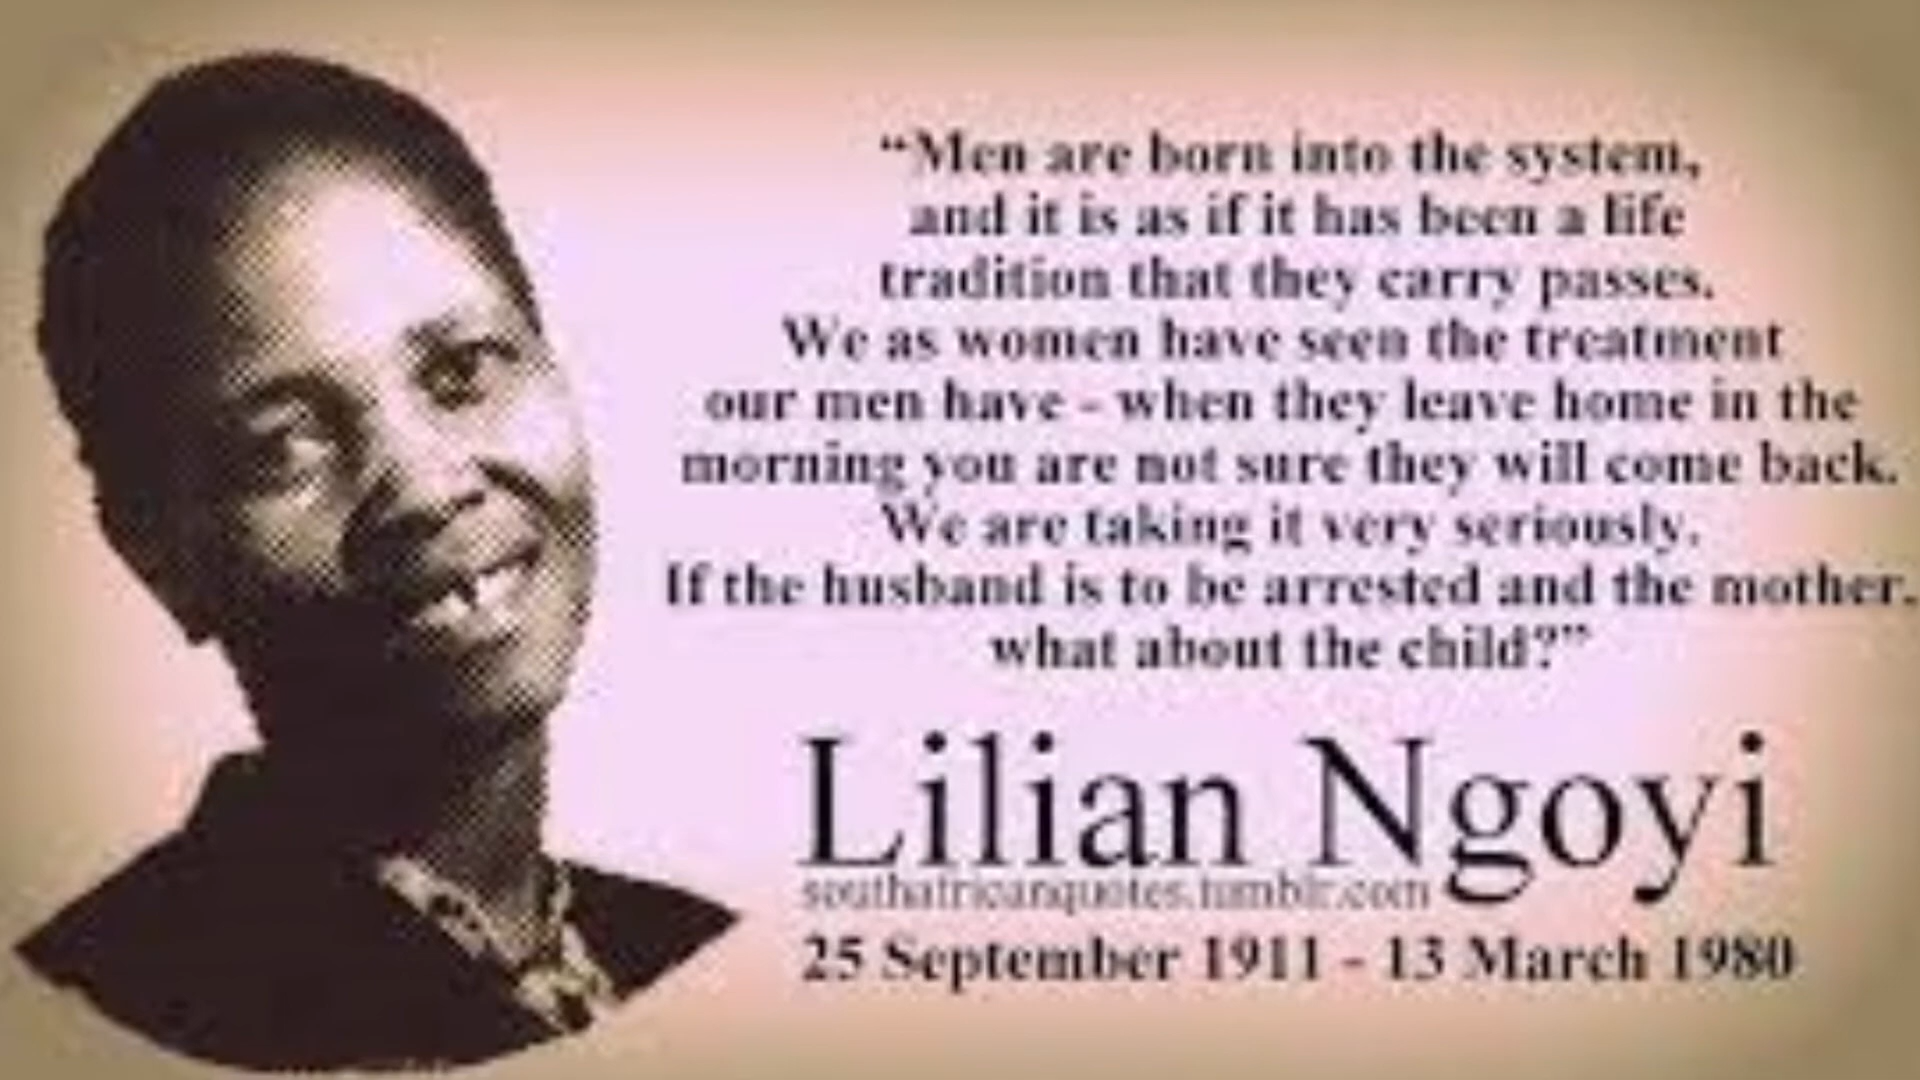 “Men are born into the system,
and it is as if it has been a life
tradition that they carry passes.
We as women have seen the treatment
our men have - when they leave home in the
morning you are not sure they will come back.
We are taking it very seriously.
If the husband is to be arrested and the mother.
what about the child?”
Lilian Ngoyi
southafricanquotes.tumblr.com
25 September 1911 - 13 March 1980